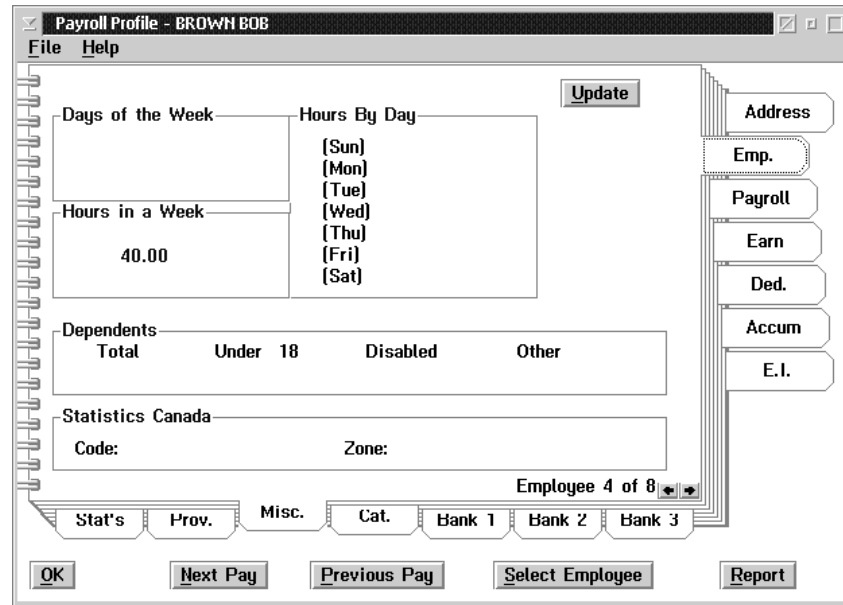 Payroll Profile - BROWN BOB
File Help
Update
Days of the Week
Hours By Day
(Sun)
(Mon)
(Tue)
(Wed)
(Thu)
(Fri)
(Sat)
Hours in a Week
40.00
Dependents
Total Under 18 Disabled Other
Statistics Canada
Code: Zone:
Employee 4 of 8
Address
Emp.
Payroll
Earn
Ded.
Accum
E.I.
Stat's Prov. Misc. Cat. Bank 1 Bank 2 Bank 3
OK Next Pay Previous Pay Select Employee Report